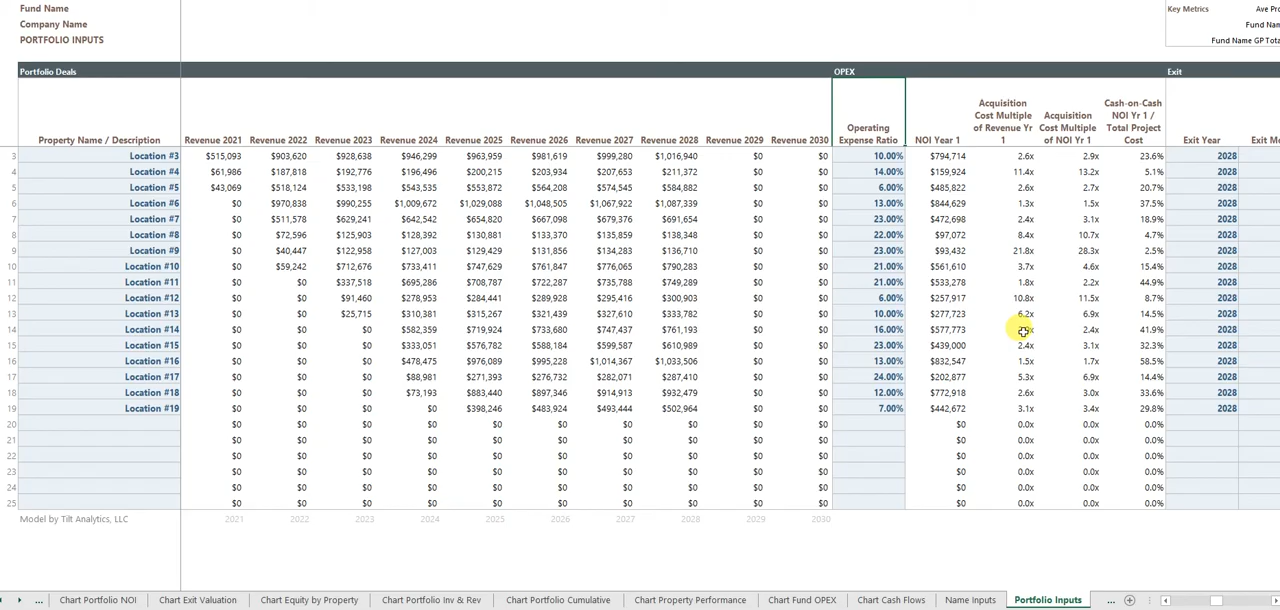 Fund Name
Company Name
PORTFOLIO INPUTS
Key Metrics Ave
Fund
Fund Name GP
Portfolio Deals OPEX Exit
Property Name / Description Revenue 2021 Revenue 2022 Revenue 2023 Revenue 2024 Revenue 2025 Revenue 2026 Revenue 2027 Revenue 2028 Revenue 2029 Revenue 2030 Operating Expense Ratio NOI Year 1 Acquisition Cost Multiple of Revenue Yr 1 Acquisition Cost Multiple of NOI Yr 1 Cash-on-Cash NOI Yr 1 / Total Project Cost Exit Year Exit
3 Location #3 $515,093 $903,620 $928,638 $946,299 $963,959 $981,619 $999,280 $1,016,940 $0 $0 10.00% $794,714 2.6x 2.9x 23.6% 2028
4 Location #4 $61,986 $187,818 $192,776 $196,496 $200,215 $203,934 $207,653 $211,372 $0 $0 14.00% $159,924 11.4x 13.2x 5.1% 2028
5 Location #5 $43,069 $518,124 $533,198 $543,535 $553,872 $564,208 $574,545 $584,882 $0 $0 6.00% $485,822 2.6x 2.7x 20.7% 2028
6 Location #6 $0 $970,838 $990,255 $1,009,672 $1,029,088 $1,048,505 $1,067,922 $1,087,339 $0 $0 13.00% $844,629 1.3x 1.5x 37.5% 2028
7 Location #7 $0 $511,578 $629,241 $642,542 $654,820 $667,098 $679,376 $691,654 $0 $0 23.00% $472,698 2.4x 3.1x 18.9% 2028
8 Location #8 $0 $72,596 $125,903 $128,392 $130,881 $133,370 $135,859 $138,348 $0 $0 22.00% $97,072 8.4x 10.7x 4.7% 2028
9 Location #9 $0 $40,447 $122,958 $127,003 $129,429 $131,856 $134,283 $136,710 $0 $0 23.00% $93,432 21.8x 28.3x 2.5% 2028
10 Location #10 $0 $59,242 $712,676 $733,411 $747,629 $761,847 $776,065 $790,283 $0 $0 21.00% $561,610 3.7x 4.6x 15.4% 2028
11 Location #11 $0 $0 $337,518 $695,286 $708,787 $722,287 $735,788 $749,289 $0 $0 21.00% $533,278 1.8x 2.2x 44.9% 2028
12 Location #12 $0 $0 $91,460 $278,953 $284,441 $289,928 $295,416 $300,903 $0 $0 6.00% $257,917 10.8x 11.5x 8.7% 2028
13 Location #13 $0 $0 $25,715 $310,381 $315,267 $321,439 $327,610 $333,782 $0 $0 10.00% $277,723 6.2x 6.9x 14.5% 2028
14 Location #14 $0 $0 $0 $582,359 $719,924 $733,680 $747,437 $761,193 $0 $0 16.00% $577,773 2.4x 41.9% 2028
15 Location #15 $0 $0 $0 $333,051 $576,782 $588,184 $599,587 $610,989 $0 $0 23.00% $439,000 2.4x 3.1x 32.3% 2028
16 Location #16 $0 $0 $0 $478,475 $976,089 $995,228 $1,014,367 $1,033,506 $0 $0 13.00% $832,547 1.5x 1.7x 58.5% 2028
17 Location #17 $0 $0 $0 $88,981 $271,393 $276,732 $282,071 $287,410 $0 $0 24.00% $202,877 5.3x 6.9x 14.4% 2028
18 Location #18 $0 $0 $0 $73,193 $883,440 $897,346 $914,913 $932,479 $0 $0 12.00% $772,918 2.6x 3.0x 33.6% 2028
19 Location #19 $0 $0 $0 $0 $398,246 $483,924 $493,444 $502,964 $0 $0 7.00% $442,672 3.1x 3.4x 29.8% 2028
20 $0 $0 $0 $0 $0 $0 $0 $0 $0 $0 $0 0.0x 0.0x 0.0%
21 $0 $0 $0 $0 $0 $0 $0 $0 $0 $0 $0 0.0x 0.0x 0.0%
22 $0 $0 $0 $0 $0 $0 $0 $0 $0 $0 $0 0.0x 0.0x 0.0%
23 $0 $0 $0 $0 $0 $0 $0 $0 $0 $0 $0 0.0x 0.0x 0.0%
24 $0 $0 $0 $0 $0 $0 $0 $0 $0 $0 $0 0.0x 0.0x 0.0%
25 $0 $0 $0 $0 $0 $0 $0 $0 $0 $0 $0 0.0x 0.0x 0.0%
Model by Tilt Analytics, LLC 2021 2022 2023 2024 2025 2026 2027 2028 2029 2030
... Chart Portfolio NOI Chart Exit Valuation Chart Equity by Property Chart Portfolio Inv & Rev Chart Portfolio Cumulative Chart Property Performance Chart Fund OPEX Chart Cash Flows Name Inputs Portfolio Inputs ...